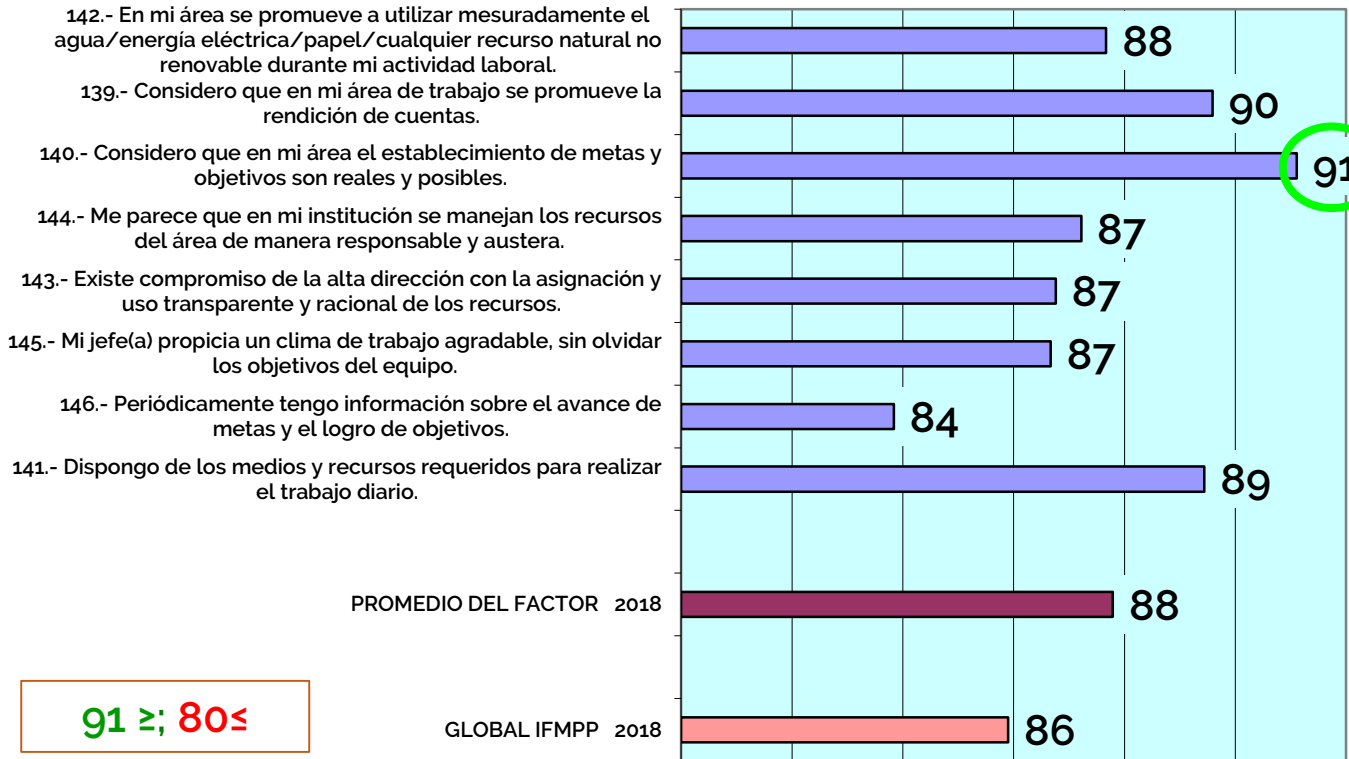 142.- En mi área se promueve a utilizar mesuradamente el
agua/energía eléctrica/papel/cualquier recurso natural no
renovable durante mi actividad laboral.
88
139.- Considero que en mi área de trabajo se promueve la
rendición de cuentas.
90
140.- Considero que en mi área el establecimiento de metas y
objetivos son reales y posibles.
91
144.- Me parece que en mi institución se manejan los recursos
del área de manera responsable y austera.
87
143.- Existe compromiso de la alta dirección con la asignación y
uso transparente y racional de los recursos.
87
145.- Mi jefe(a) propicia un clima de trabajo agradable, sin olvidar
los objetivos del equipo.
87
146.- Periódicamente tengo información sobre el avance de
metas y el logro de objetivos.
84
141.- Dispongo de los medios y recursos requeridos para realizar
el trabajo diario.
89
PROMEDIO DEL FACTOR 2018
88
91 ≥; 80≤
GLOBAL IFMPP 2018
86